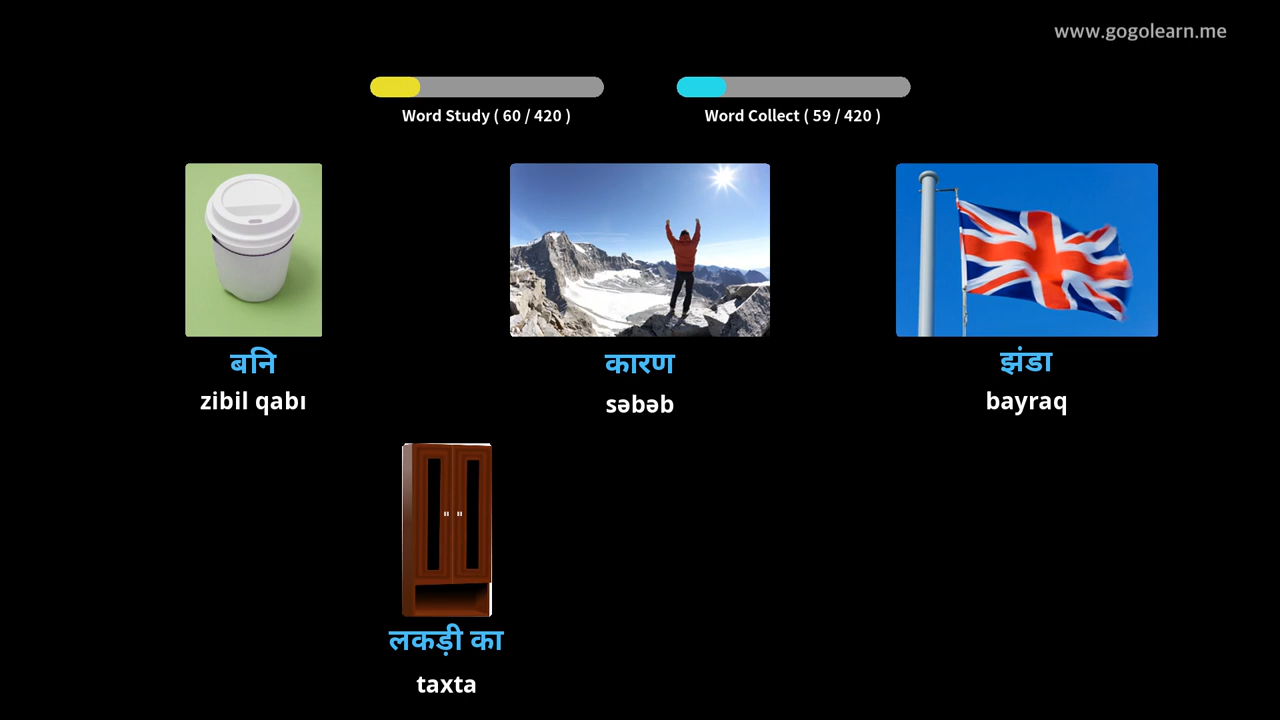 www.gogolearn.me
Word Study ( 60 / 420 )
Word Collect ( 59 / 420 )
बनि
zibil qabı
कारण
səbəb
झंडा
bayraq
लकड़ी का
taxta